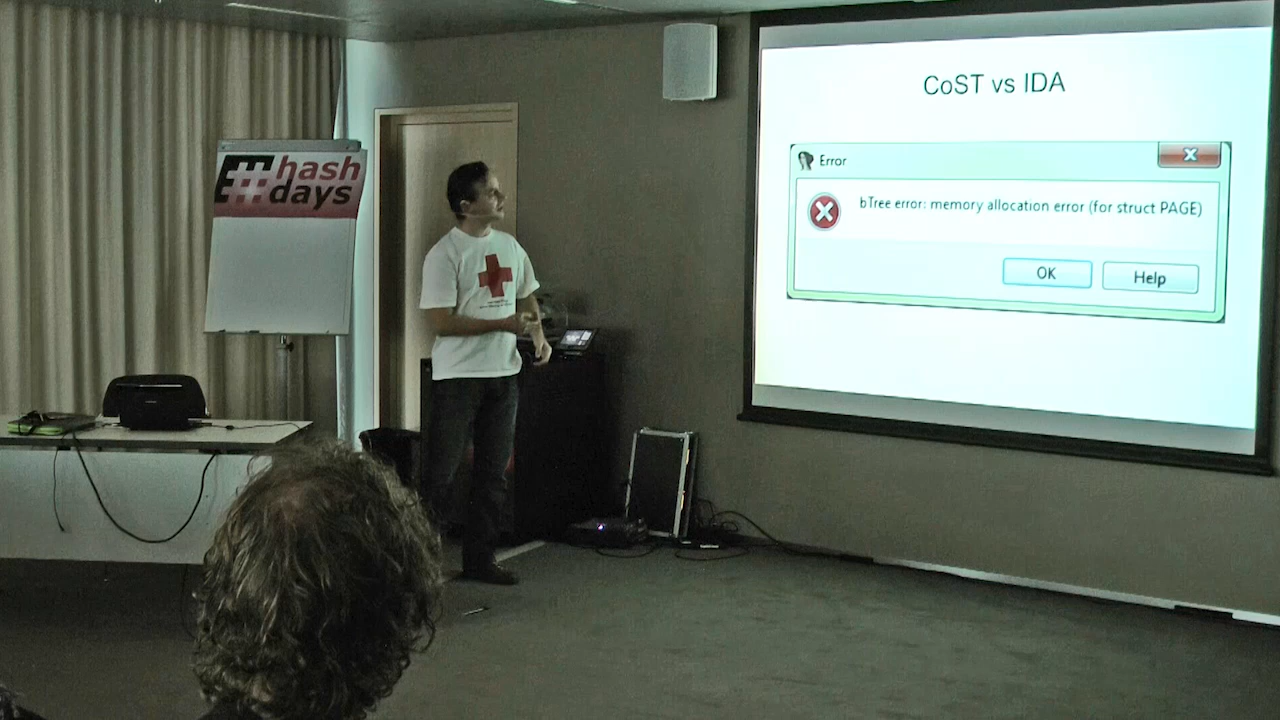 hash
days
CoST vs IDA
Error
bTree error: memory allocation error (for struct PAGE)
OK
Help